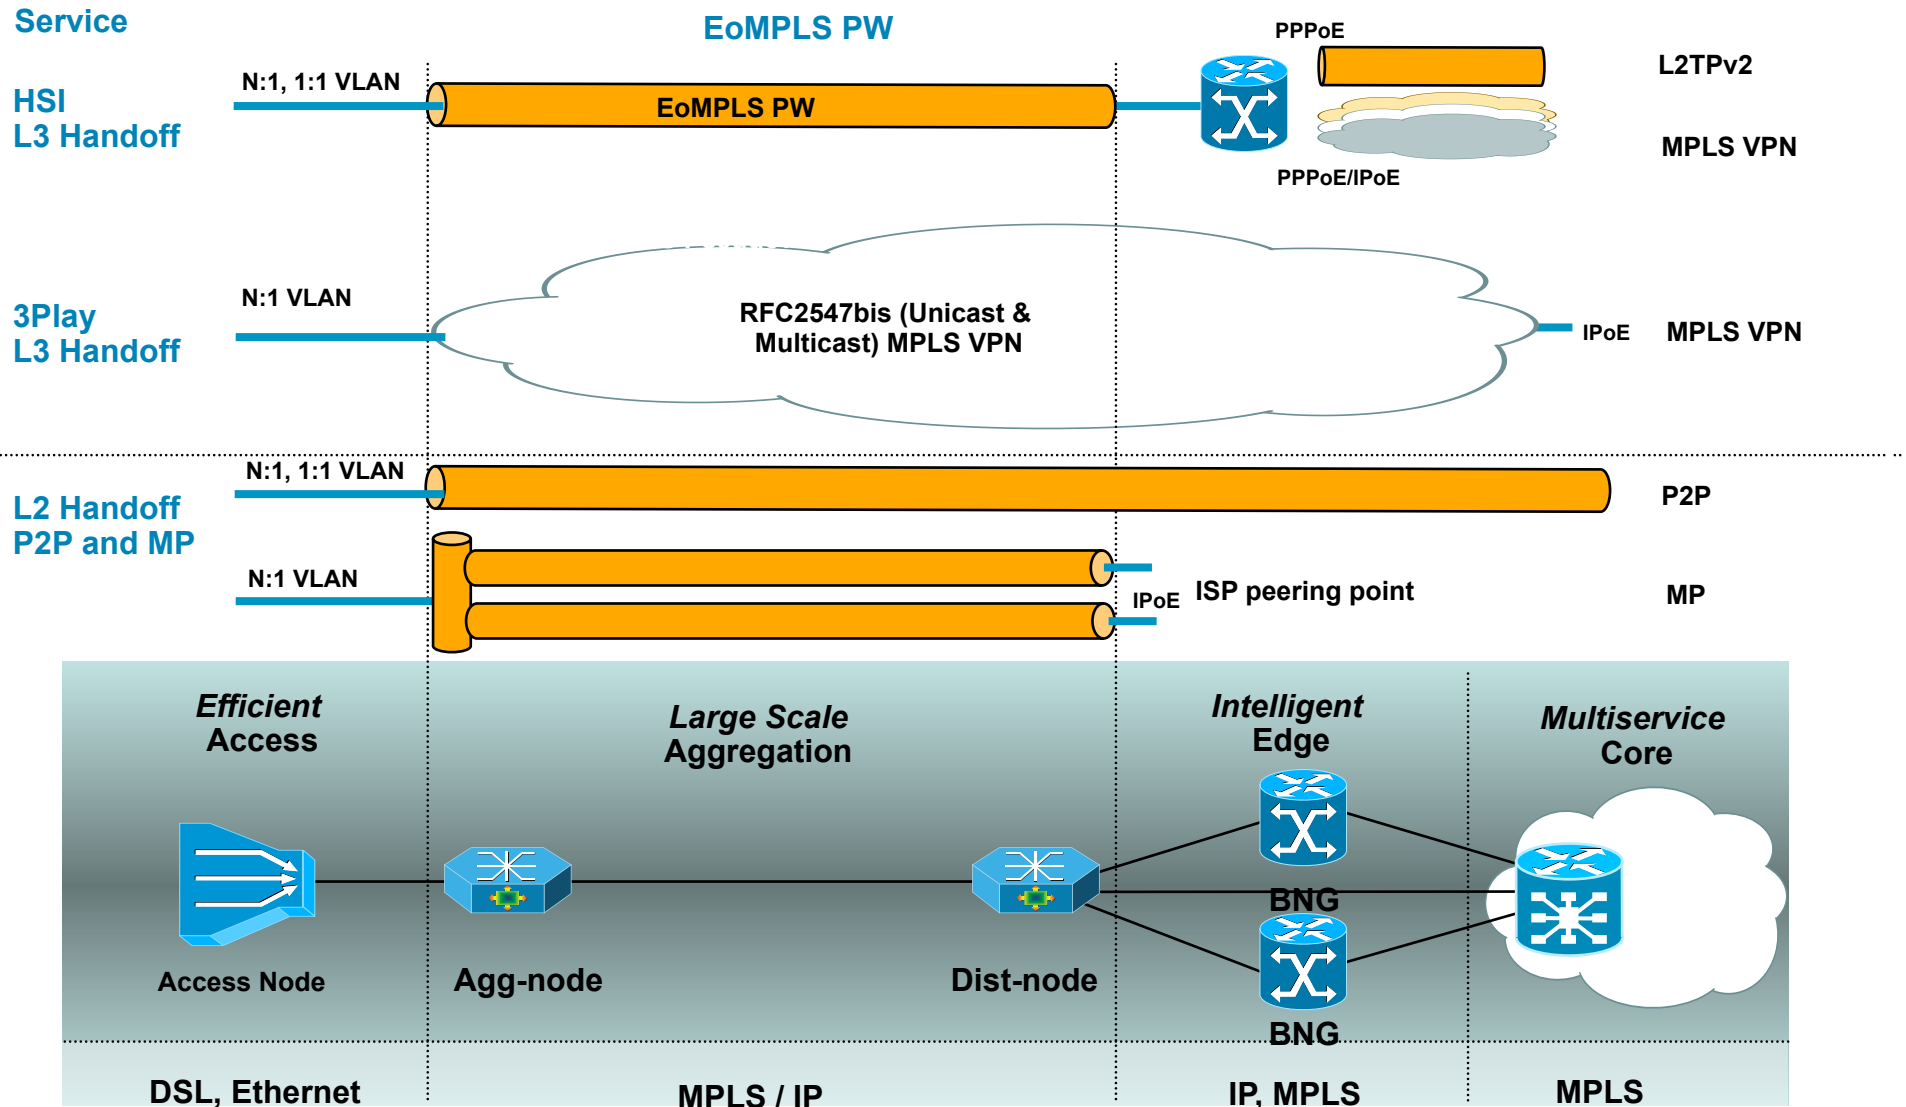 Service
EoMPLS PW
PPPoE
N:1, 1:1 VLAN
L2TPv2
HSI
L3 Handoff
EoMPLS PW
MPLS VPN
PPPoE/IPoE
N:1 VLAN
3Play
L3 Handoff
RFC2547bis (Unicast &
Multicast) MPLS VPN
IPoE
MPLS VPN
N:1, 1:1 VLAN
L2 Handoff
P2P and MP
P2P
N:1 VLAN
IPoE
ISP peering point
MP
Efficient
Access
Large Scale
Aggregation
Intelligent
Edge
Multiservice
Core
BNG
Access Node
Agg-node
Dist-node
BNG
DSL, Ethernet
MPLS / IP
IP, MPLS
MPLS